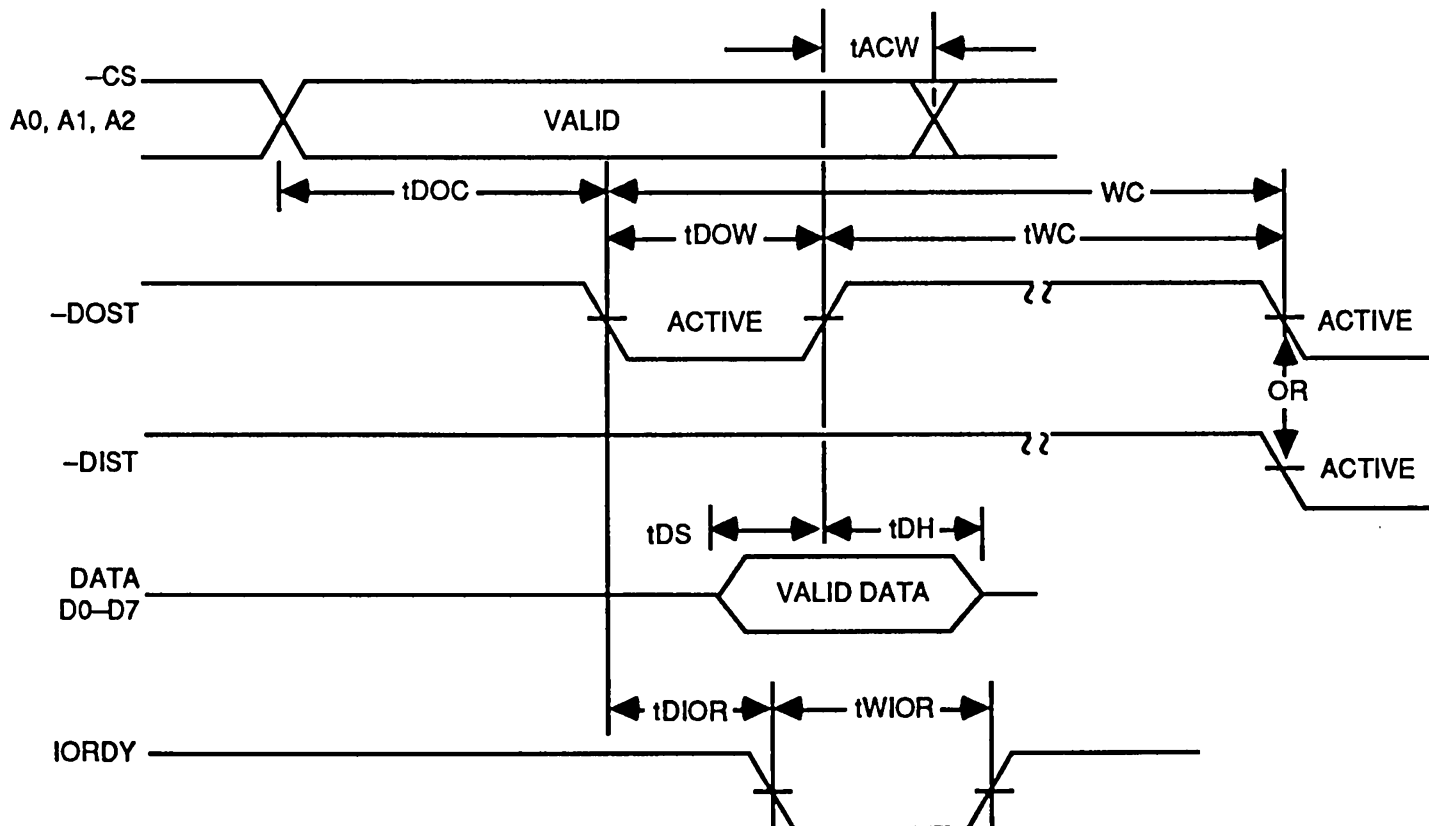 tACW
–CS
A0, A1, A2
VALID
tDOC
WC
tDOW
tWC
–DOST
ACTIVE
ACTIVE
OR
–DIST
ACTIVE
tDS
tDH
DATA
D0–D7
VALID DATA
tDIOR
tWIOR
IORDY